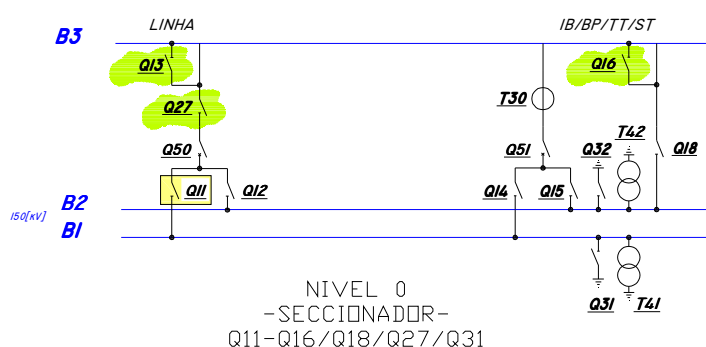 LINHA
IB/BP/TT/ST
B3
Q13
Q16
Q27
T30
T42
Q50
Q51
Q32
Q18
Q11
Q12
Q14
Q15
B2
150[kV]
B1
Q31
T41
NIVEL 0
-SECCIONADOR-
Q11-Q16/Q18/Q27/Q31